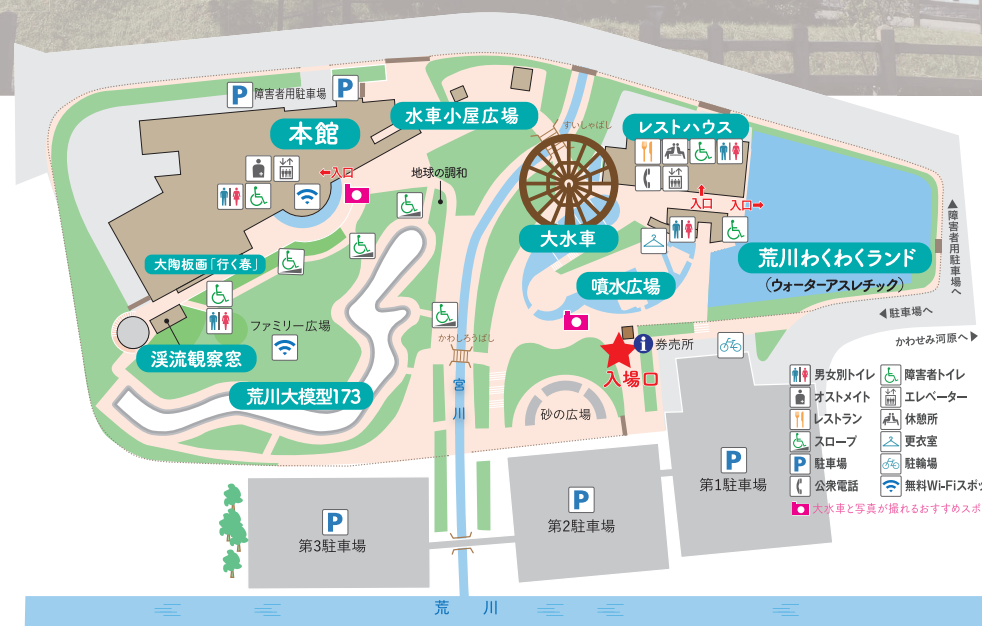 P
障害者用駐車場
P
本館
水車小屋広場
すいしゃばし
レストハウス
←入口
地球の調和
入口
入口→
大水車
大陶板画「行く春」
噴水広場
荒川わくわくランド
（ウォーターアスレチック）
▲障害者用駐車場へ
◀駐車場へ
かわせみ河原へ▶
ファミリー広場
かわしろうばし
渓流観察窓
i 券売所
入場口
荒川大模型173
宮川
砂の広場
男女別トイレ
障害者トイレ
オストメイト
エレベーター
レストラン
休憩所
スロープ
更衣室
P 駐車場
駐輪場
公衆電話
無料Wi-Fiスポッ
大水車と写真が撮れるおすすめスポ
P
第1駐車場
P
第2駐車場
P
第3駐車場
荒川